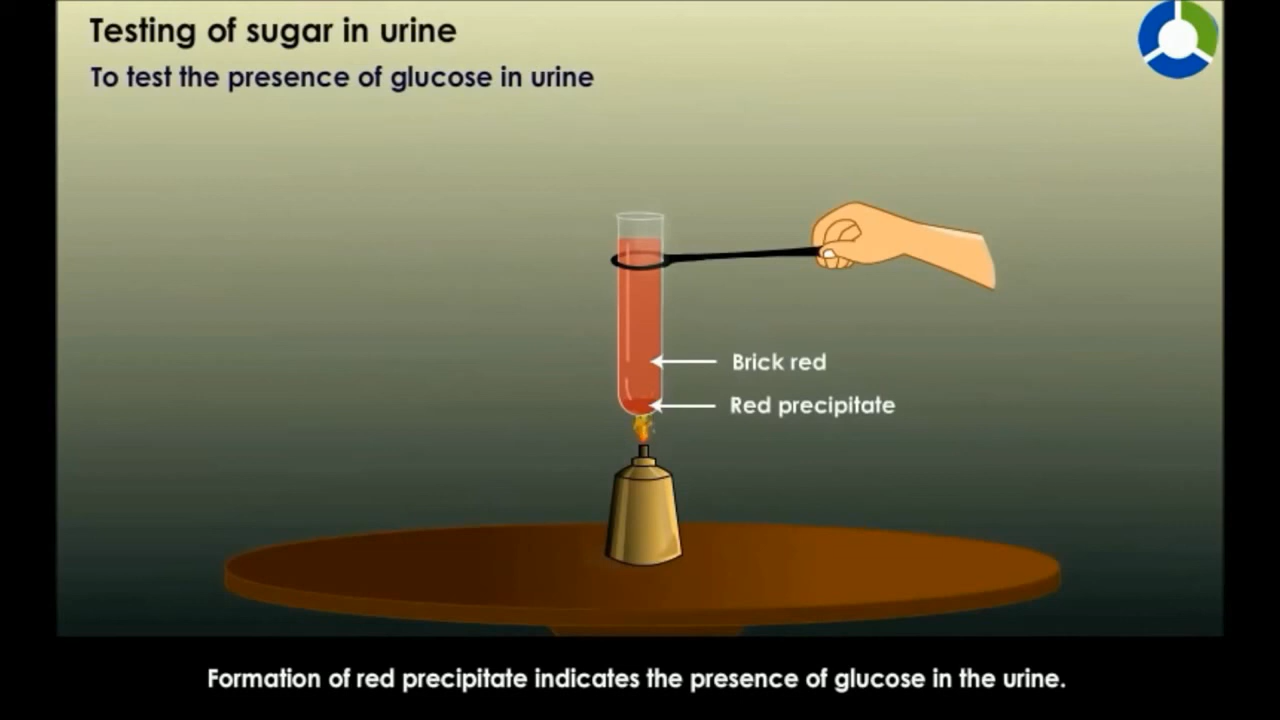 Testing of sugar in urine
To test the presence of glucose in urine
Brick red
Red precipitate
Formation of red precipitate indicates the presence of glucose in the urine.